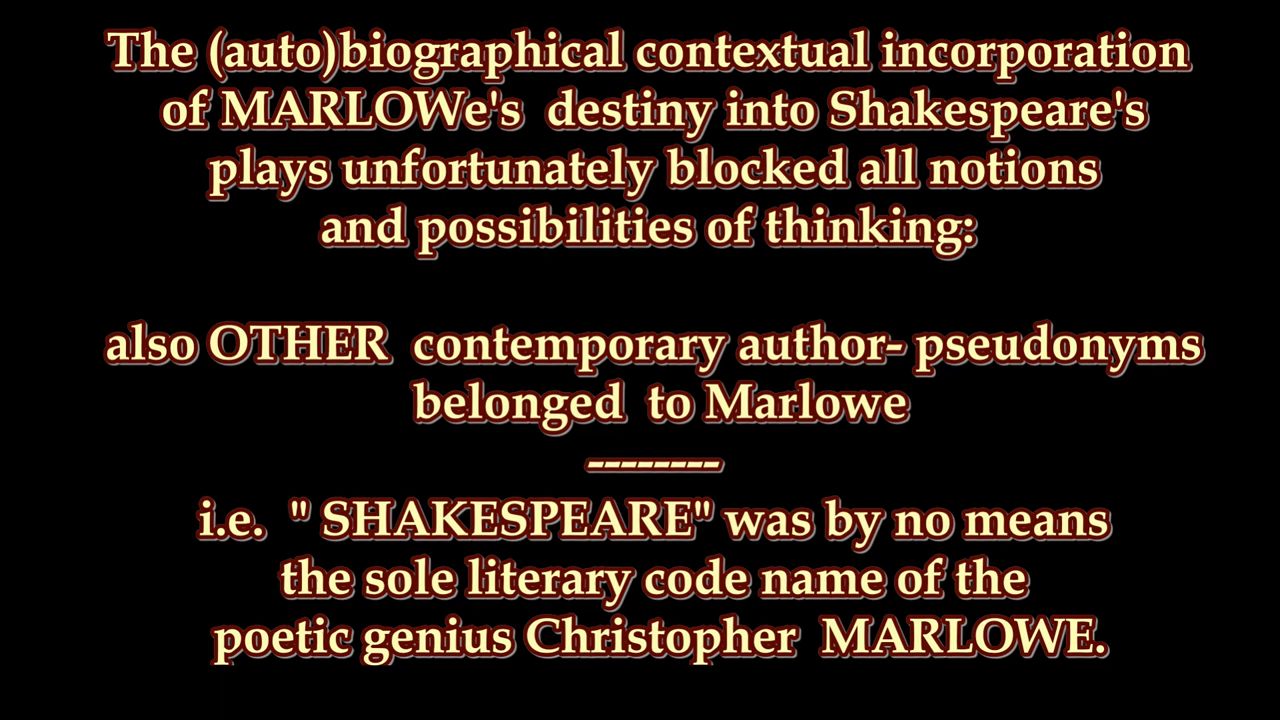 The (auto)biographical contextual incorporation
of MARLOWe's destiny into Shakespeare's
plays unfortunately blocked all notions
and possibilities of thinking:
also OTHER contemporary author- pseudonyms
belonged to Marlowe
--------
i.e. " SHAKESPEARE" was by no means
the sole literary code name of the
poetic genius Christopher MARLOWE.